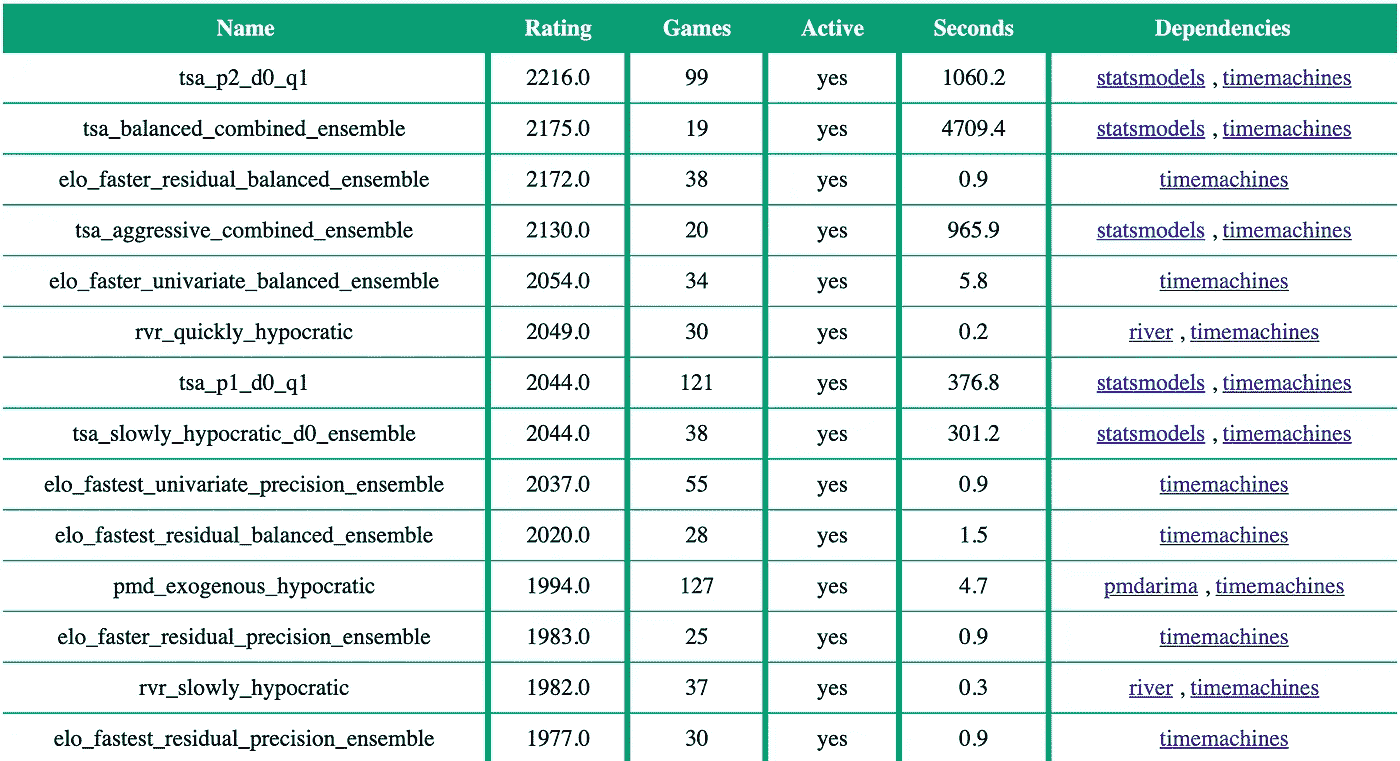 Name Rating Games Active Seconds Dependencies
tsa_p2_d0_q1 2216.0 99 yes 1060.2 statsmodels , timemachines
tsa_balanced_combined_ensemble 2175.0 19 yes 4709.4 statsmodels , timemachines
elo_faster_residual_balanced_ensemble 2172.0 38 yes 0.9 timemachines
tsa_aggressive_combined_ensemble 2130.0 20 yes 965.9 statsmodels , timemachines
elo_faster_univariate_balanced_ensemble 2054.0 34 yes 5.8 timemachines
rvr_quickly_hypocratic 2049.0 30 yes 0.2 river , timemachines
tsa_p1_d0_q1 2044.0 121 yes 376.8 statsmodels , timemachines
tsa_slowly_hypocratic_d0_ensemble 2044.0 38 yes 301.2 statsmodels , timemachines
elo_fastest_univariate_precision_ensemble 2037.0 55 yes 0.9 timemachines
elo_fastest_residual_balanced_ensemble 2020.0 28 yes 1.5 timemachines
pmd_exogenous_hypocratic 1994.0 127 yes 4.7 pmdarima , timemachines
elo_faster_residual_precision_ensemble 1983.0 25 yes 0.9 timemachines
rvr_slowly_hypocratic 1982.0 37 yes 0.3 river , timemachines
elo_fastest_residual_precision_ensemble 1977.0 30 yes 0.9 timemachines